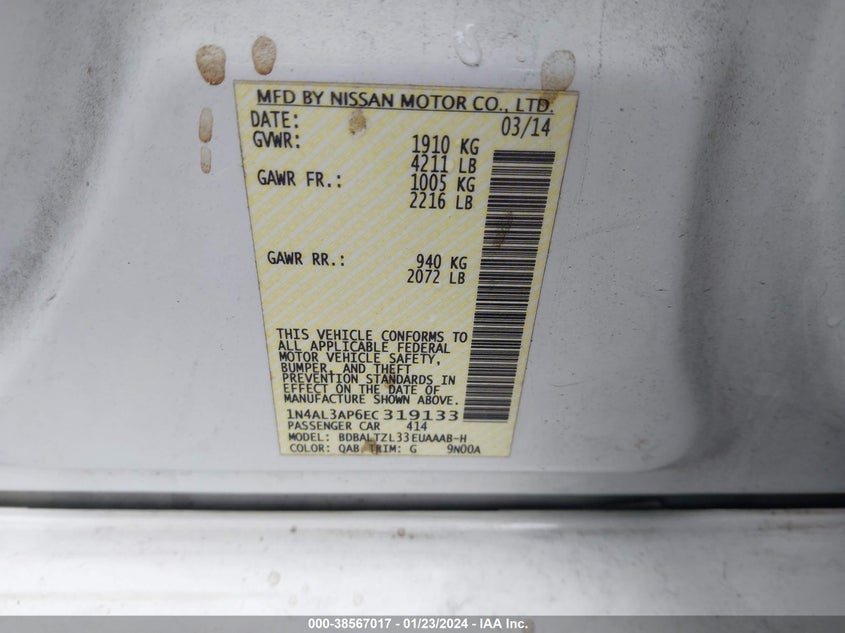 MFD BY NISSAN MOTOR CO., LTD.
DATE: 03/14
GVWR: 1910 KG
4211 LB
GAWR FR.: 1005 KG
2216 LB
GAWR RR.: 940 KG
2072 LB
THIS VEHICLE CONFORMS TO
ALL APPLICABLE FEDERAL
MOTOR VEHICLE SAFETY,
BUMPER, AND THEFT
PREVENTION STANDARDS IN
EFFECT ON THE DATE OF
MANUFACTURE SHOWN ABOVE.
1N4AL3AP6EC319133
PASSENGER CAR 414
MODEL: BDBALTZL33EUAAAB-H
COLOR: QAB TRIM: G 9N00A
000-38567017 - 01/23/2024 - © IAA Inc.